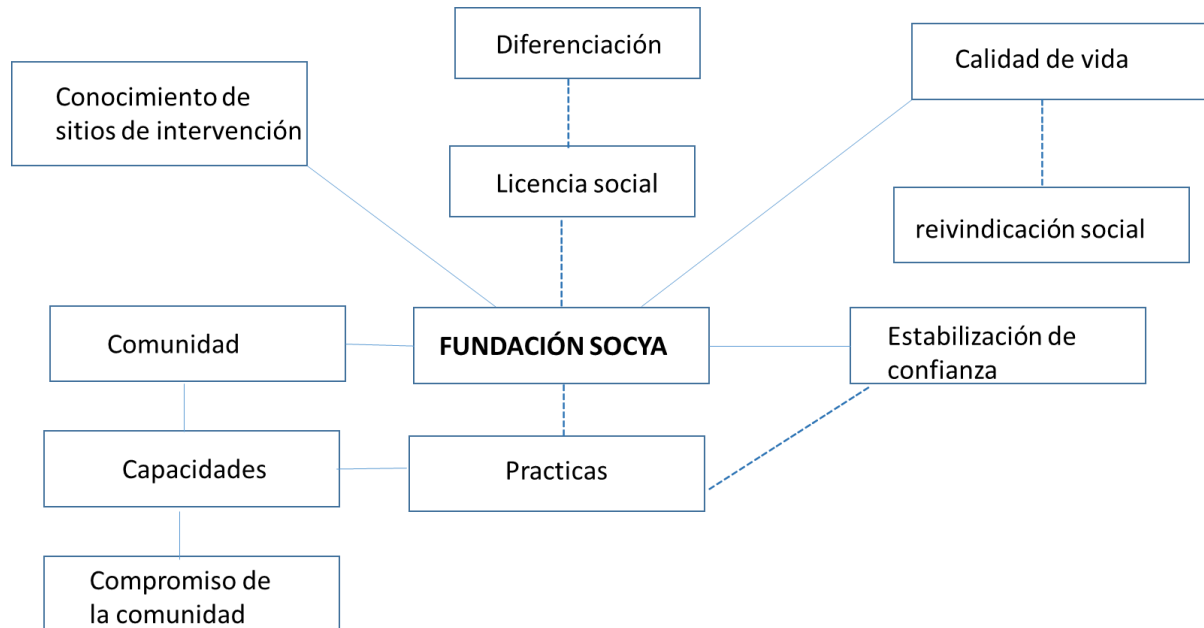 Diferenciación
Calidad de vida
Conocimiento de
sitios de intervención
Licencia social
reivindicación social
Comunidad
FUNDACIÓN SOCYA
Estabilización de
confianza
Capacidades
Practicas
Compromiso de
la comunidad